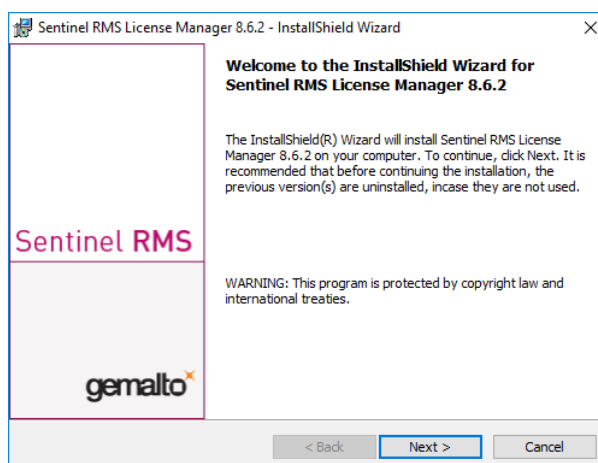 Sentinel RMS License Manager 8.6.2 - InstallShield Wizard
Welcome to the InstallShield Wizard for
Sentinel RMS License Manager 8.6.2
The InstallShield(R) Wizard will install Sentinel RMS License
Manager 8.6.2 on your computer. To continue, click Next. It is
recommended that before continuing the installation, the
previous version(s) are uninstalled, incase they are not used.
Sentinel RMS
WARNING: This program is protected by copyright law and
international treaties.
gemalto
< Back Next > Cancel